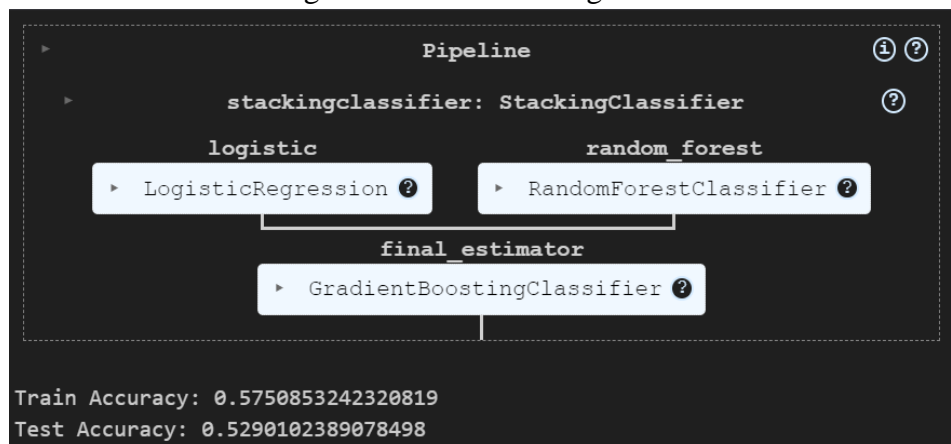 Pipeline
stackingclassifier: StackingClassifier
logistic random_forest
LogisticRegression RandomForestClassifier
final_estimator
GradientBoostingClassifier
Train Accuracy: 0.5750853242320819
Test Accuracy: 0.5290102389078498